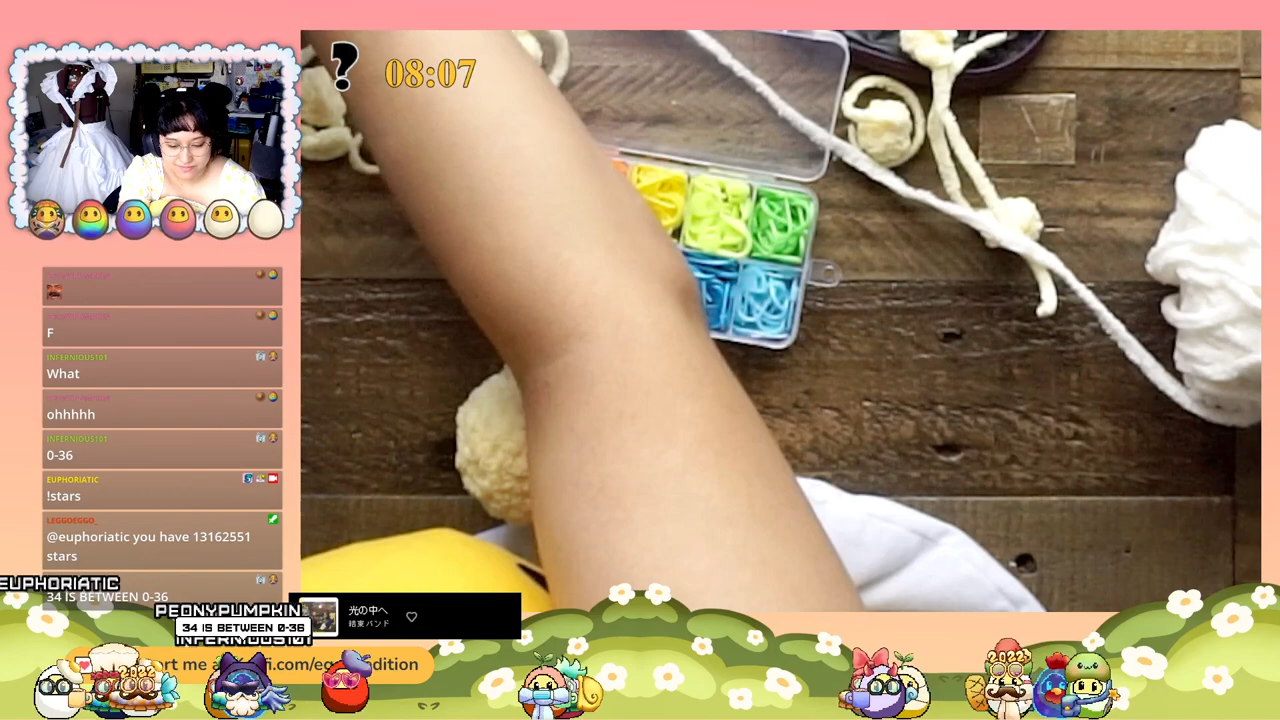 ?
08:07
F
INFERNIOUS101
What
ohhhhh
INFERNIOUS101
0-36
EUPHORIATIC
!stars
LEGGOEGGO_
@euphoriatic you have 13162551
stars
34 IS BETWEEN 0-36
EUPHORIATIC
PEONYPUMPKIN
34 IS BETWEEN 0-36
INFERNIOUS101
光の中へ
結束バンド
2022
2022